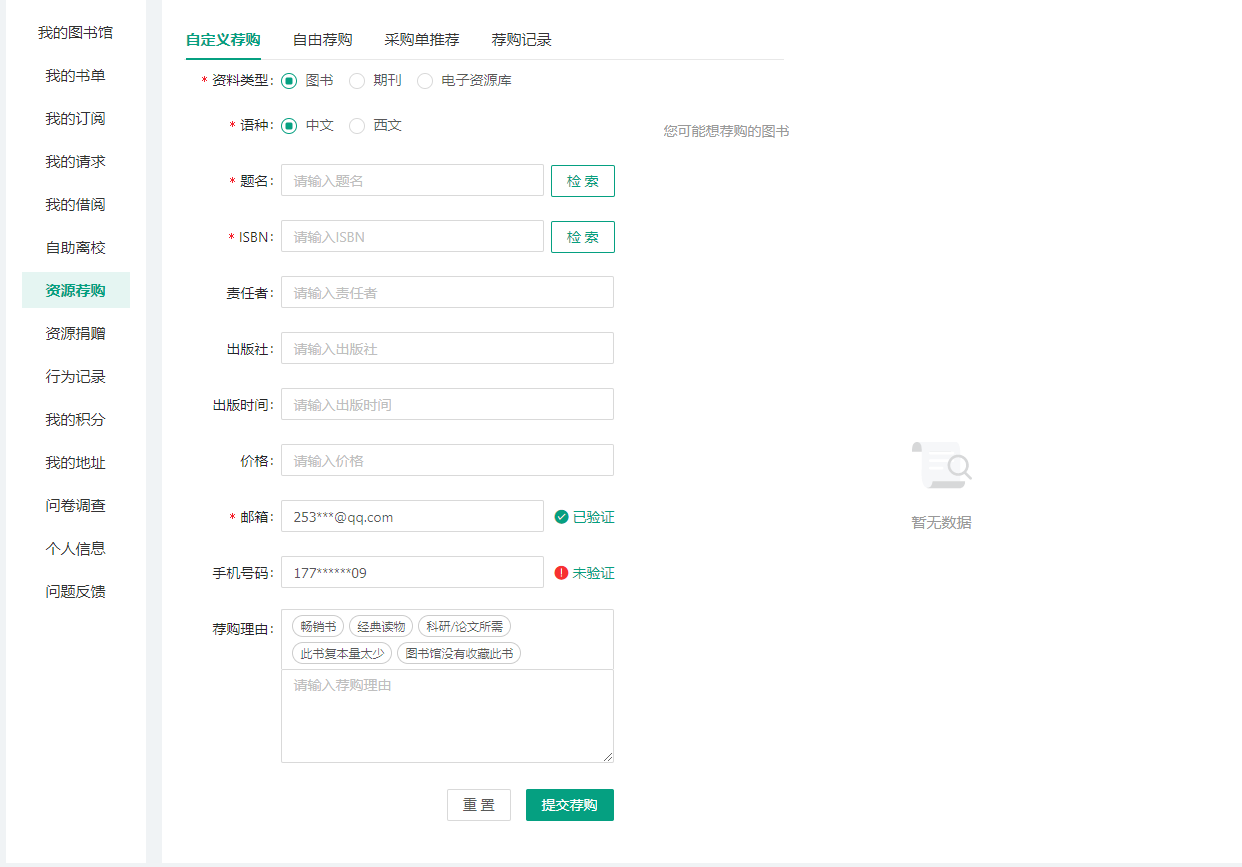 我的图书馆
我的书单
我的订阅
我的请求
我的借阅
自助离校
资源荐购
资源捐赠
行为记录
我的积分
我的地址
问卷调查
个人信息
问题反馈
自定义荐购 自由荐购 采购单推荐 荐购记录
* 资料类型： 图书 期刊 电子资源库
* 语种： 中文 西文
* 题名： 请输入题名 检 索
* ISBN： 请输入ISBN 检 索
责任者： 请输入责任者
出版社： 请输入出版社
出版时间： 请输入出版时间
价格： 请输入价格
* 邮箱： 253***@qq.com 已验证
手机号码： 177******09 未验证
荐购理由： 畅销书 经典读物 科研/论文所需
此书复本量太少 图书馆没有收藏此书
请输入荐购理由
重 置 提交荐购
您可能想荐购的图书
暂无数据